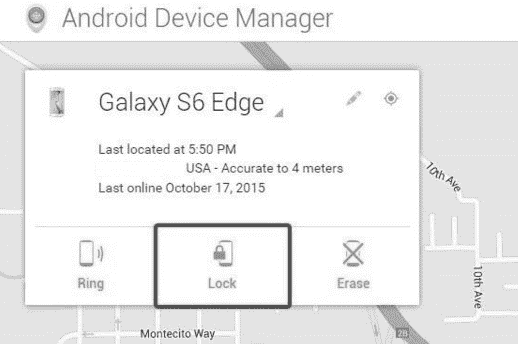 Android Device Manager
Galaxy S6 Edge
Last located at 5:50 PM
USA - Accurate to 4 meters
Last online October 17, 2015
Ring
Lock
Erase
10th Ave
10th Ave
Montecito Way
28